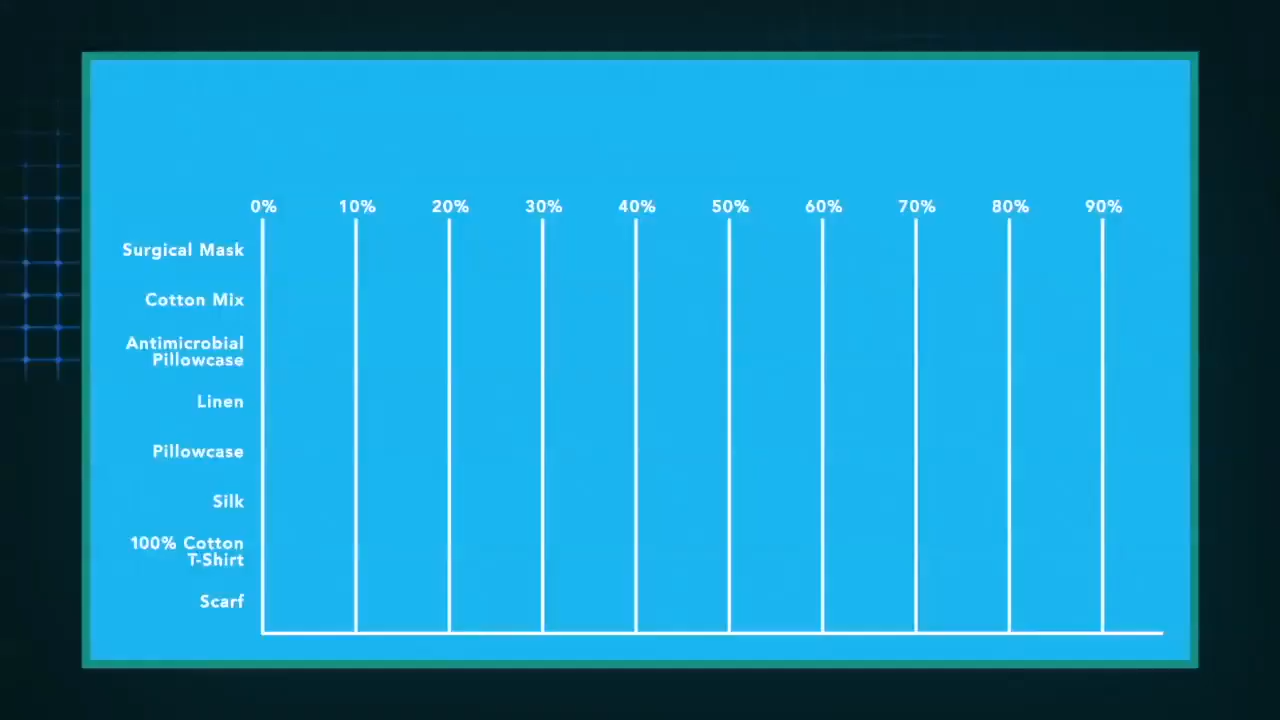 0% 10% 20% 30% 40% 50% 60% 70% 80% 90%
Surgical Mask
Cotton Mix
Antimicrobial
Pillowcase
Linen
Pillowcase
Silk
100% Cotton
T-Shirt
Scarf